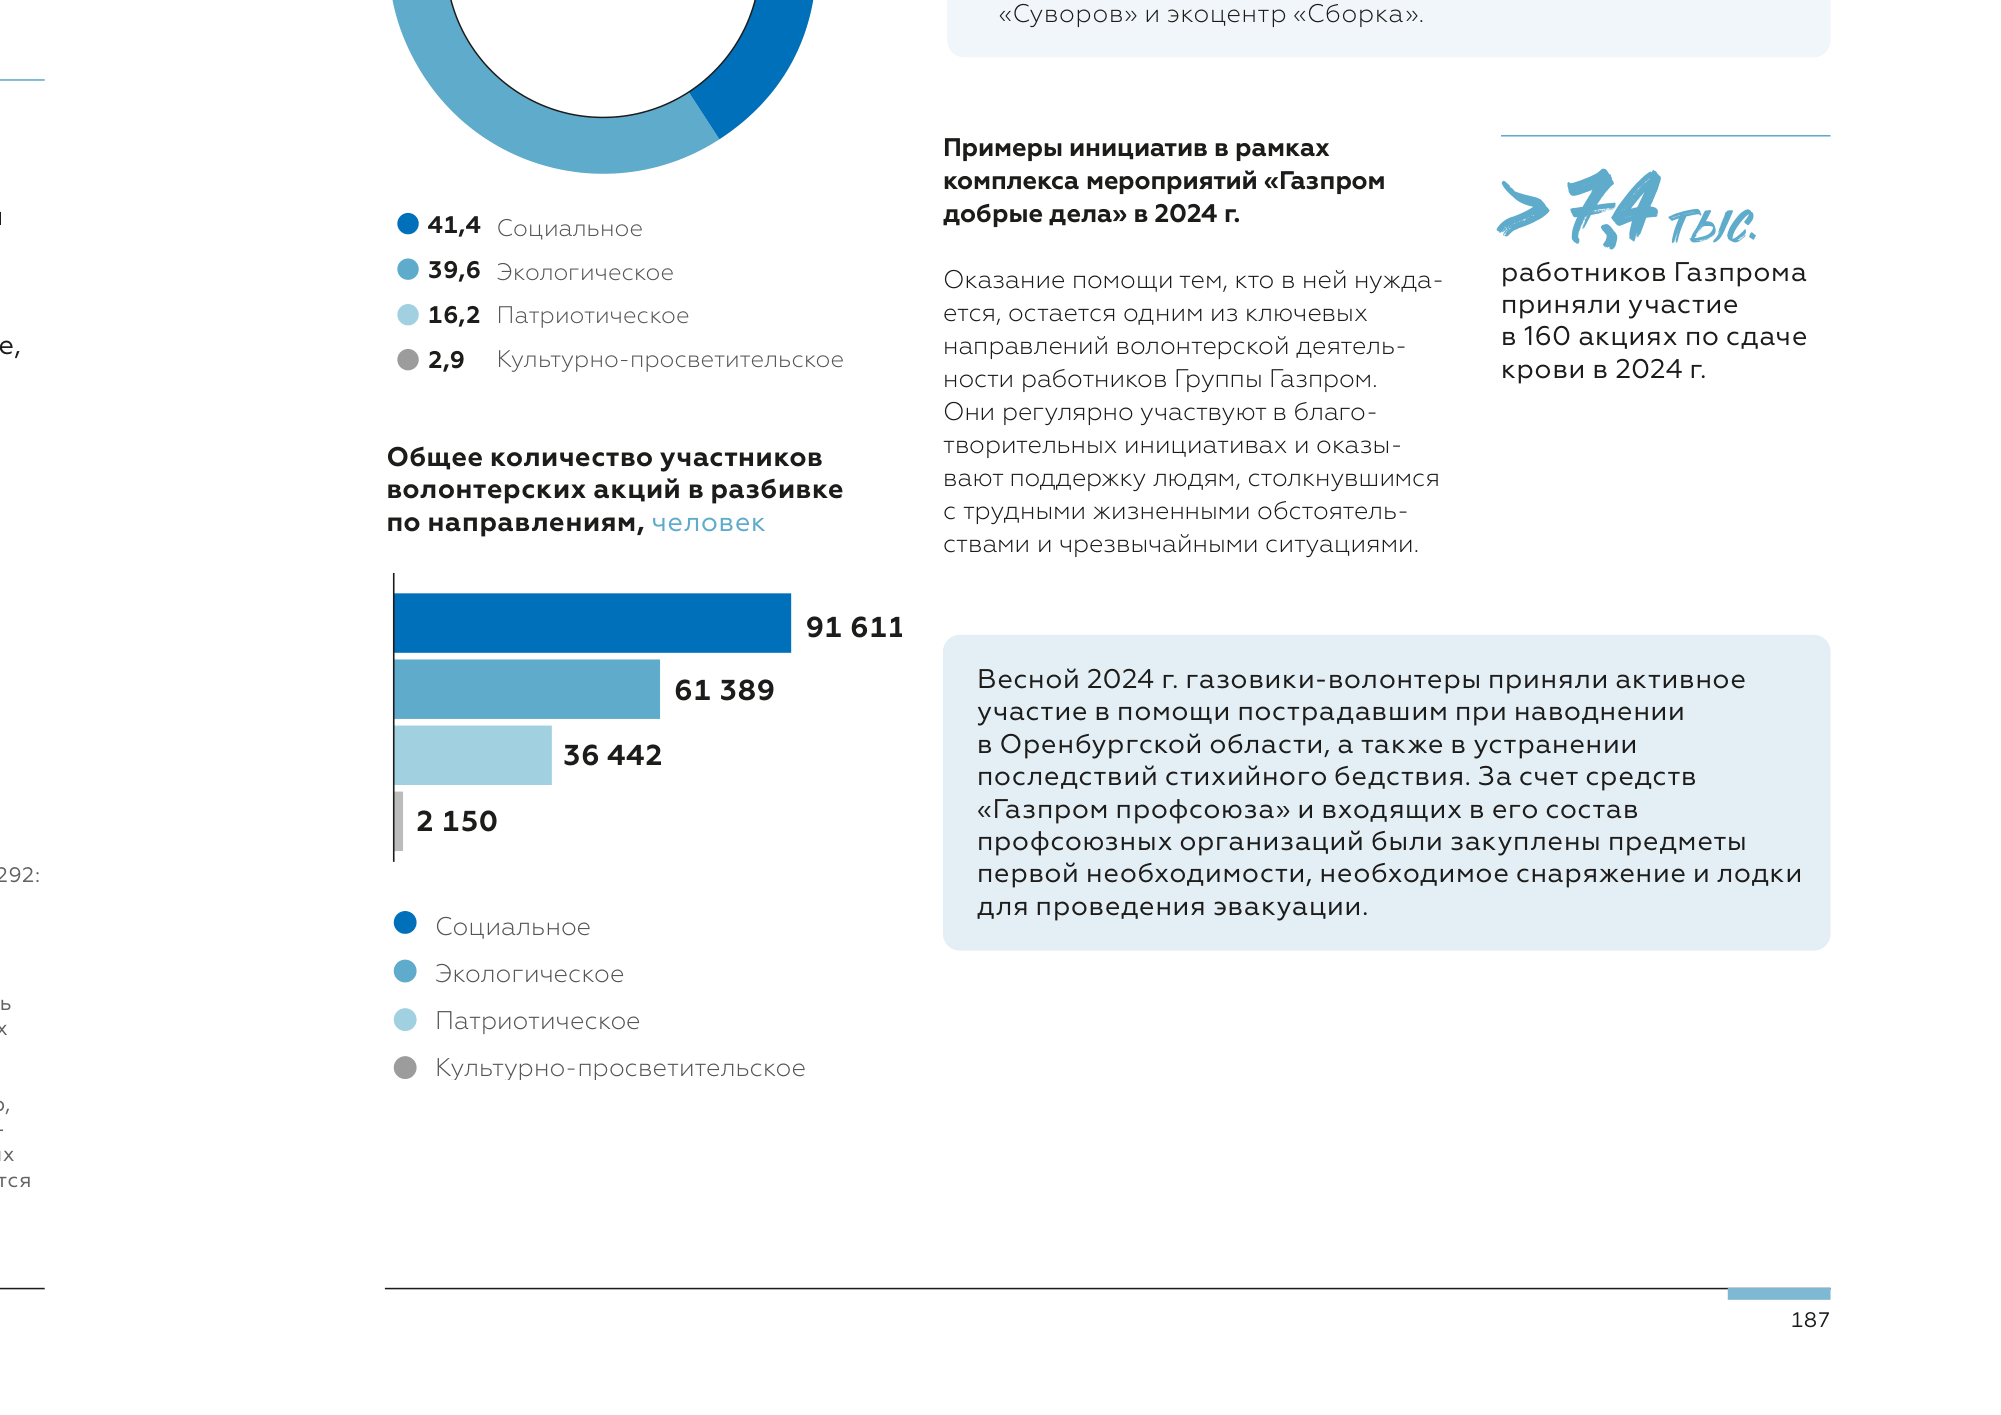 е,
292:
ь
х
-
их
тся
41,4 Социальное
39,6 Экологическое
16,2 Патриотическое
2,9 Культурно-просветительское
Общее количество участников
волонтерских акций в разбивке
по направлениям, человек
91 611
61 389
36 442
2 150
Социальное
Экологическое
Патриотическое
Культурно-просветительское
«Суворов» и экоцентр «Сборка».
Примеры инициатив в рамках
комплекса мероприятий «Газпром
добрые дела» в 2024 г.
Оказание помощи тем, кто в ней нужда-
ется, остается одним из ключевых
направлений волонтерской деятель-
ности работников Группы Газпром.
Они регулярно участвуют в благо-
творительных инициативах и оказы-
вают поддержку людям, столкнувшимся
с трудными жизненными обстоятель-
ствами и чрезвычайными ситуациями.
> 7,4 тыс.
работников Газпрома
приняли участие
в 160 акциях по сдаче
крови в 2024 г.
Весной 2024 г. газовики-волонтеры приняли активное
участие в помощи пострадавшим при наводнении
в Оренбургской области, а также в устранении
последствий стихийного бедствия. За счет средств
«Газпром профсоюза» и входящих в его состав
профсоюзных организаций были закуплены предметы
первой необходимости, необходимое снаряжение и лодки
для проведения эвакуации.
187